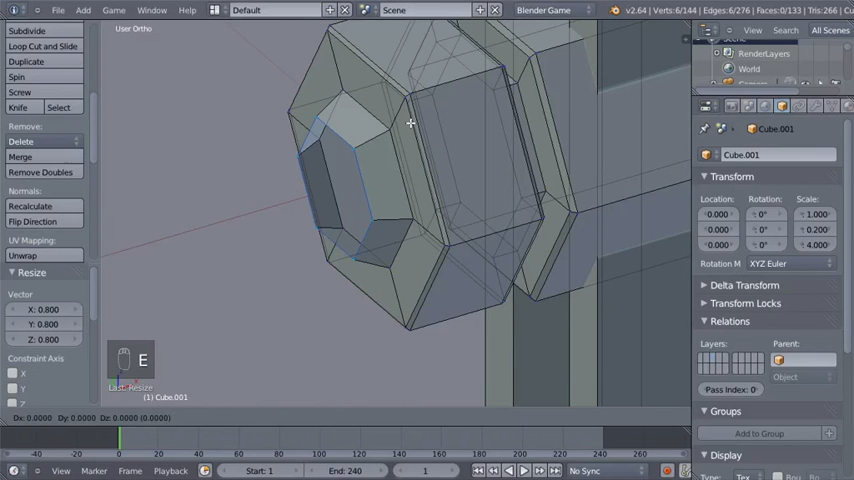 File Add Game Window Help Default Scene Blender Game v2.64 | Verts:6/144 | Edges:6/276 | Faces:0/133 | Tris:266 |
User Ortho
Subdivide
Loop Cut and Slide
Duplicate
Spin
Screw
Knife Select
Remove:
Delete
Merge
Remove Doubles
Normals:
Recalculate
Flip Direction
UV Mapping:
Unwrap
Resize
Vector
X: 0.800
Y: 0.800
Z: 0.800
Constraint Axis
X
Y
Z
E
Last: Resize
(1) Cube.001
Dx: 0.0000 Dy: 0.0000 Dz: 0.0000 (0.0000)
-40 -20 0 20 40 60 80 100 120 140 160 180 200 220 240 260
View Marker Frame Playback Start: 1 End: 240 1 No Sync
View Search All Scenes
RenderLayers
World
Cube.001
Cube.001
Transform
Location: Rotation: Scale:
0.000 0° 1.000
0.000 0° 0.200
0.000 0° 4.000
Rotation M XYZ Euler
Delta Transform
Transform Locks
Relations
Layers: Parent:
Object
Pass Index: 0
Groups
Add to Group
Display
Type: Tex